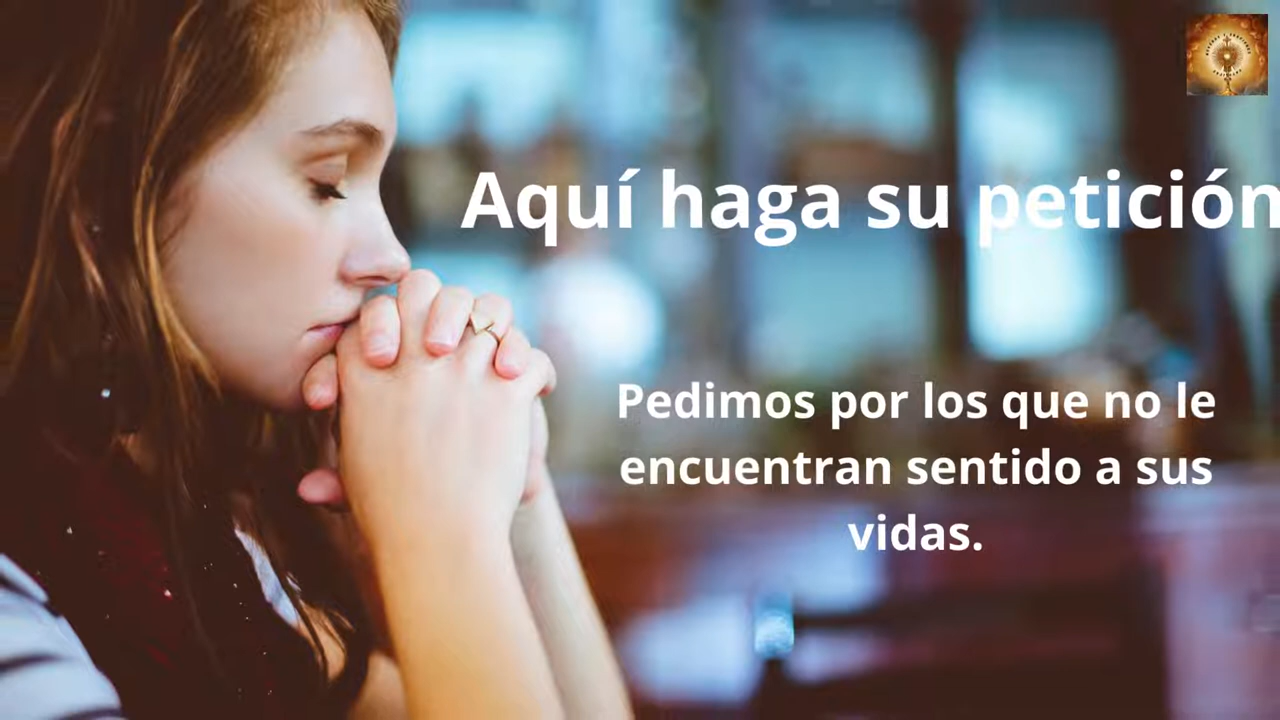 Aquí haga su petición
Pedimos por los que no le
encuentran sentido a sus
vidas.